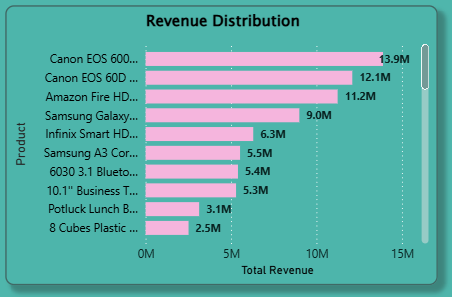 Revenue Distribution
Product
Canon EOS 600... 13.9M
Canon EOS 60D ... 12.1M
Amazon Fire HD... 11.2M
Samsung Galaxy... 9.0M
Infinix Smart HD... 6.3M
Samsung A3 Cor... 5.5M
6030 3.1 Blueto... 5.4M
10.1" Business T... 5.3M
Potluck Lunch B... 3.1M
8 Cubes Plastic ... 2.5M
0M 5M 10M 15M
Total Revenue